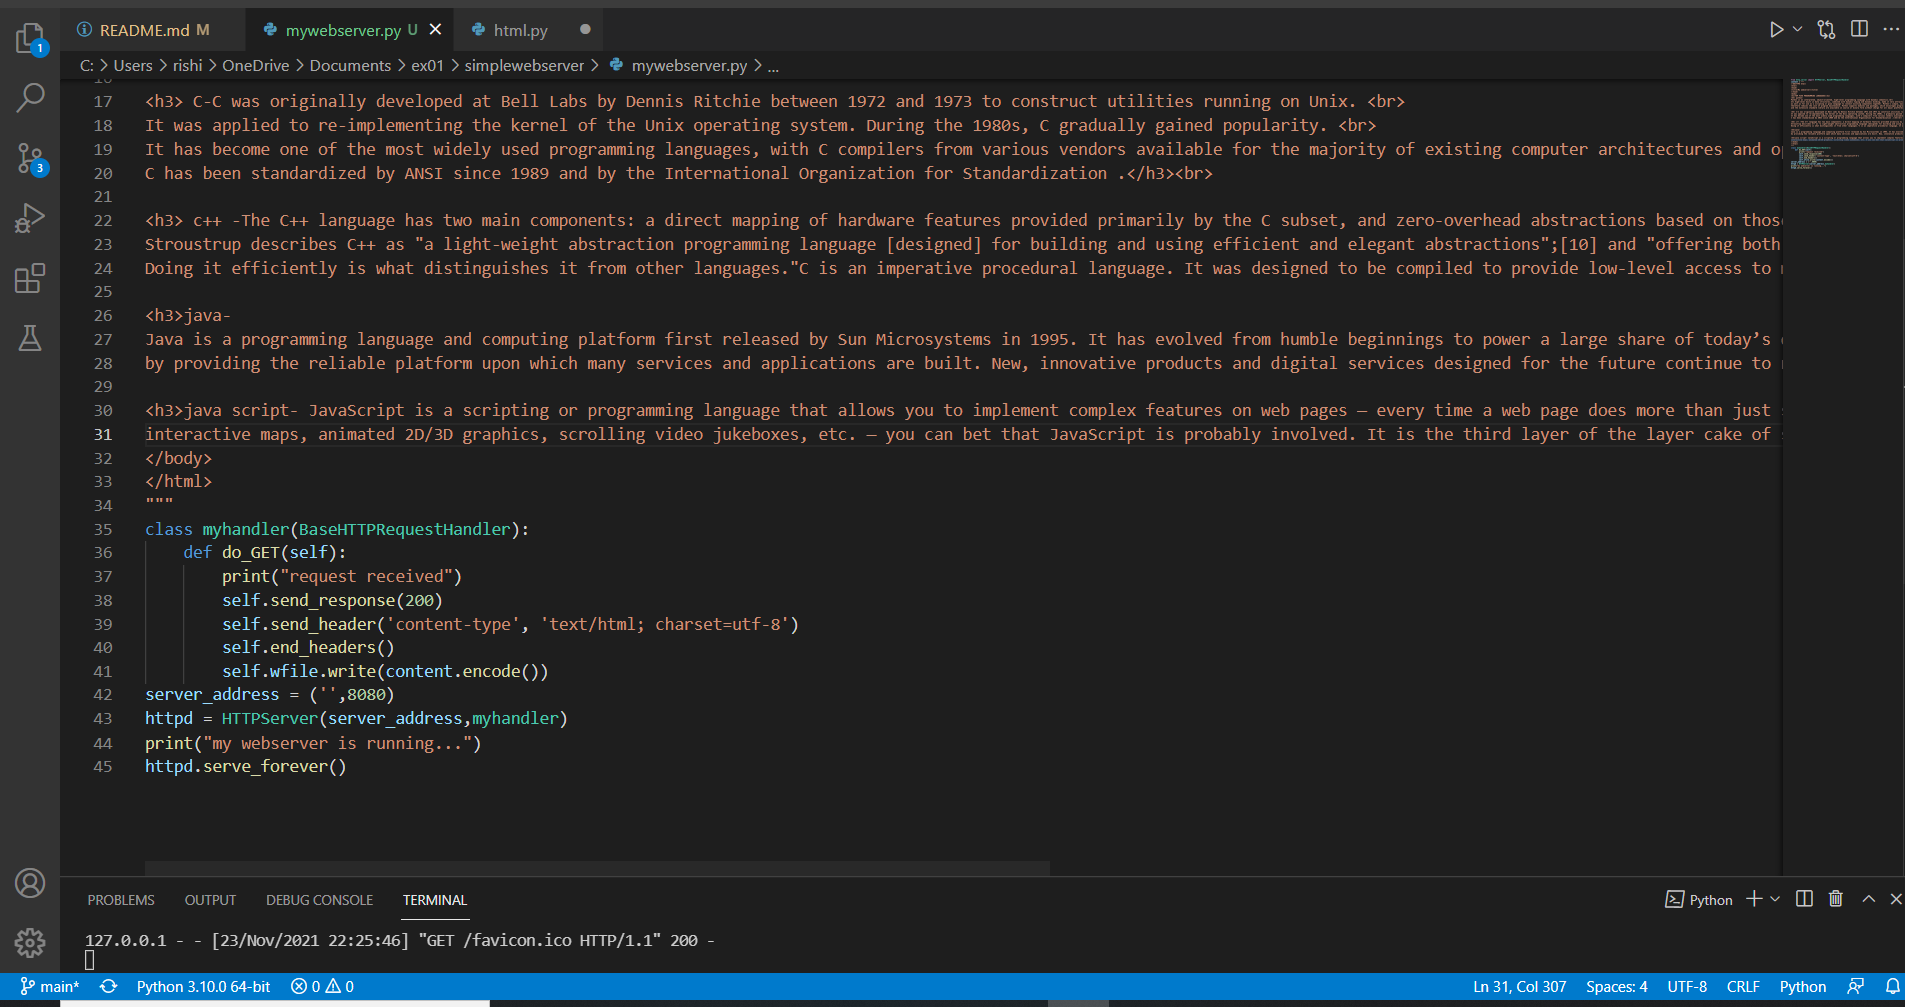 README.md M
mywebserver.py U
html.py
C: > Users > rishi > OneDrive > Documents > ex01 > simplewebserver > mywebserver.py > ...
17 <h3> C-C was originally developed at Bell Labs by Dennis Ritchie between 1972 and 1973 to construct utilities running on Unix. <br>
18 It was applied to re-implementing the kernel of the Unix operating system. During the 1980s, C gradually gained popularity. <br>
19 It has become one of the most widely used programming languages, with C compilers from various vendors available for the majority of existing computer architectures and o
20 C has been standardized by ANSI since 1989 and by the International Organization for Standardization .</h3><br>
21
22 <h3> c++ -The C++ language has two main components: a direct mapping of hardware features provided primarily by the C subset, and zero-overhead abstractions based on thos
23 Stroustrup describes C++ as "a light-weight abstraction programming language [designed] for building and using efficient and elegant abstractions";[10] and "offering both
24 Doing it efficiently is what distinguishes it from other languages."C is an imperative procedural language. It was designed to be compiled to provide low-level access to
25
26 <h3>java-
27 Java is a programming language and computing platform first released by Sun Microsystems in 1995. It has evolved from humble beginnings to power a large share of today’s
28 by providing the reliable platform upon which many services and applications are built. New, innovative products and digital services designed for the future continue to
29
30 <h3>java script- JavaScript is a scripting or programming language that allows you to implement complex features on web pages — every time a web page does more than just
31 interactive maps, animated 2D/3D graphics, scrolling video jukeboxes, etc. — you can bet that JavaScript is probably involved. It is the third layer of the layer cake of
32 </body>
33 </html>
34 """
35 class myhandler(BaseHTTPRequestHandler):
36     def do_GET(self):
37         print("request received")
38         self.send_response(200)
39         self.send_header('content-type', 'text/html; charset=utf-8')
40         self.end_headers()
41         self.wfile.write(content.encode())
42 server_address = ('',8080)
43 httpd = HTTPServer(server_address,myhandler)
44 print("my webserver is running...")
45 httpd.serve_forever()
PROBLEMS OUTPUT DEBUG CONSOLE TERMINAL
Python
127.0.0.1 - - [23/Nov/2021 22:25:46] "GET /favicon.ico HTTP/1.1" 200 -
main* Python 3.10.0 64-bit 0 0 Ln 31, Col 307 Spaces: 4 UTF-8 CRLF Python
1
3